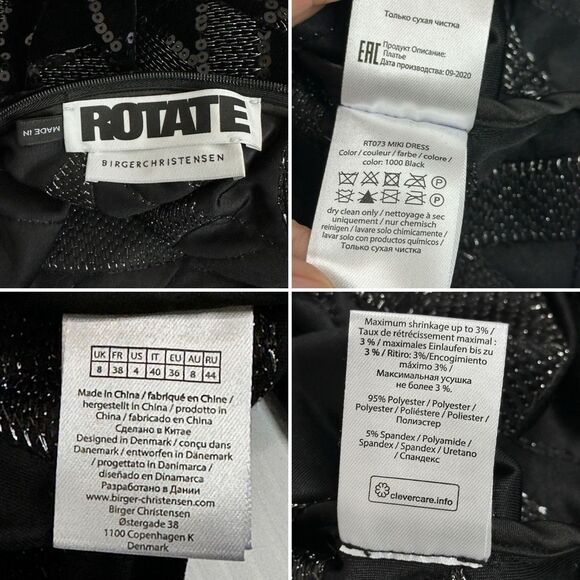 MADE IN
ROTATE
BIRGERCHRISTENSEN
Только сухая чистка
EAC
Продукт Описание:
Платье
Дата производства: 09-2020
RT073 MIKI DRESS
Color / couleur / farbe / colore /
color: 1000 Black
P
P
dry clean only / nettoyage à sec
uniquement / nur chemisch
reinigen / lavare solo chimicamente /
lavar solo con productos químicos /
Только сухая чистка
UK FR US IT EU AU RU
8 38 4 40 36 8 44
Made in China / fabriqué en Chine /
hergestellt in China / prodotto in
China / fabricado en China
Сделано в Китае
Designed in Denmark / conçu dans
Danemark / entworfen in Dänemark
/ progettato in Danimarca /
diseñado en Dinamarca
Разработано в Дании
www.birger-christensen.com
Birger Christensen
Østergade 38
1100 Copenhagen K
Denmark
Maximum shrinkage up to 3% /
Taux de rétrécissement maximal :
3 % / maximales Einlaufen bis zu
3 % / Ritiro: 3%/Encogimiento
máximo 3% /
Максимальная усушка
не более 3 %.
95% Polyester / Polyester /
Polyester / Poliéstere / Poliester /
Полиэстер
5% Spandex / Polyamide /
Spandex / Spandex / Uretano /
Спандекс
clevercare.info